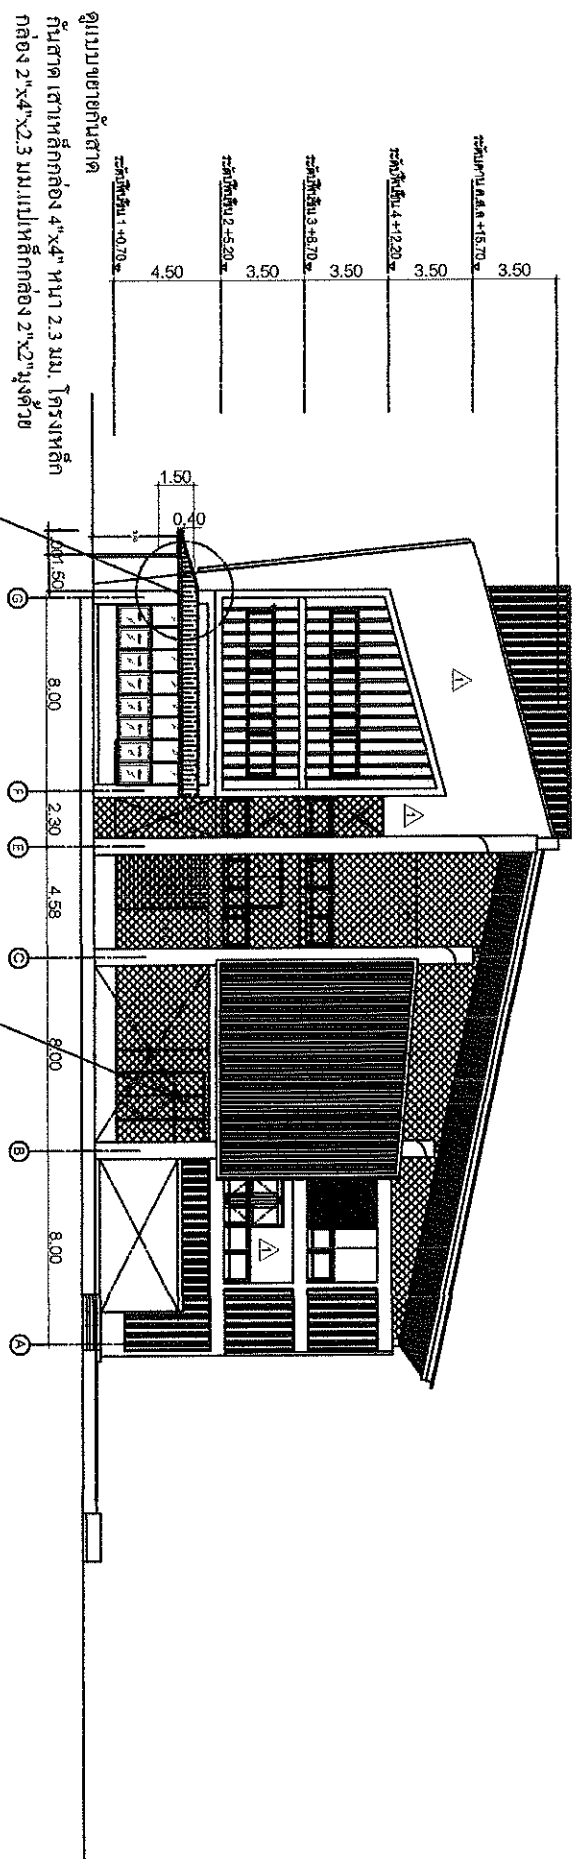 ระดับคาน ค.ส.ล +15.70
ระดับพื้นชั้น 4 +12.20
ระดับพื้นชั้น 3 +8.70
ระดับพื้นชั้น 2 +5.20
ระดับพื้นชั้น 1 +0.70
3.50
3.50
3.50
3.50
4.50
1.50
0.40
1
1
1
1.00
1.50
8.00
2.30
4.58
8.00
8.00
G
F
E
C
B
A
ดูแบบขยายกันสาด
กันสาด เสาเหล็กกล่อง 4"x4" หนา 2.3 มม. โครงเหล็ก
กล่อง 2"x4"x2.3 มม.แปเหล็กกล่อง 2"x2"มุงด้วย